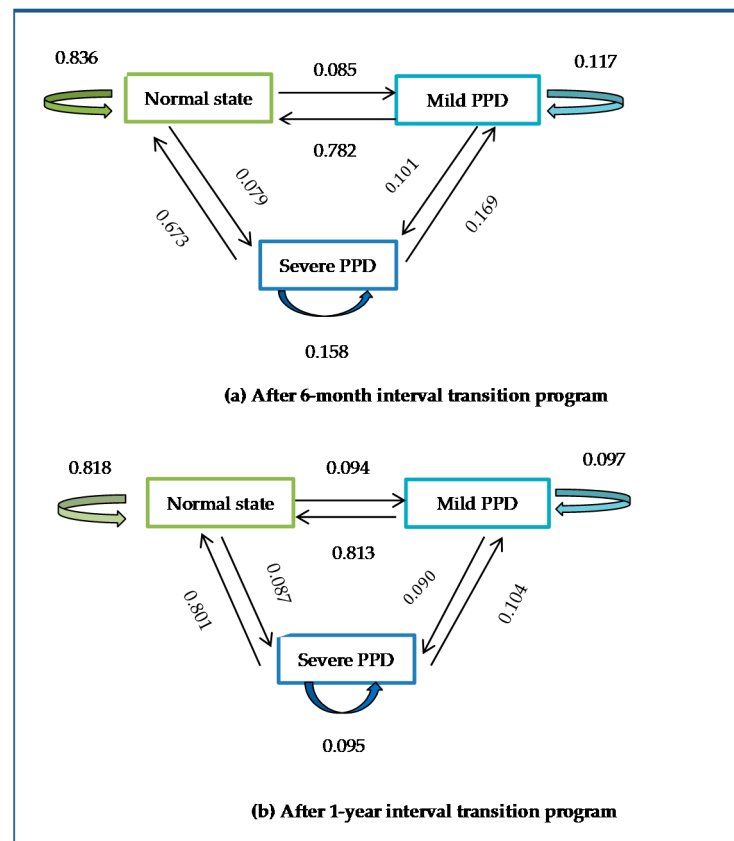 0.836
0.085
0.117
Normal state
Mild PPD
0.782
0.079
0.101
0.673
0.169
Severe PPD
0.158
(a) After 6-month interval transition program
0.818
0.094
0.097
Normal state
Mild PPD
0.813
0.087
0.090
0.801
0.104
Severe PPD
0.095
(b) After 1-year interval transition program